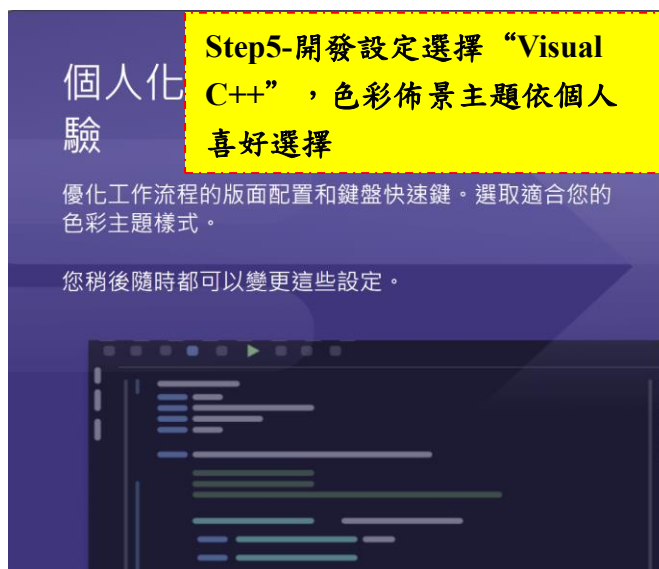 Step5-開發設定選擇“Visual
C++”，色彩佈景主題依個人
喜好選擇
個人化
驗
優化工作流程的版面配置和鍵盤快速鍵。選取適合您的
色彩主題樣式。
您稍後隨時都可以變更這些設定。